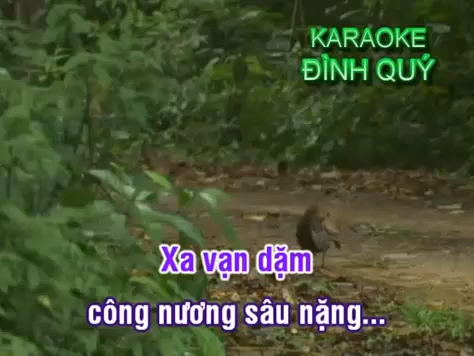 KARAOKE
ĐÌNH QUÝ
Xa vạn dặm
công nương sâu nặng...